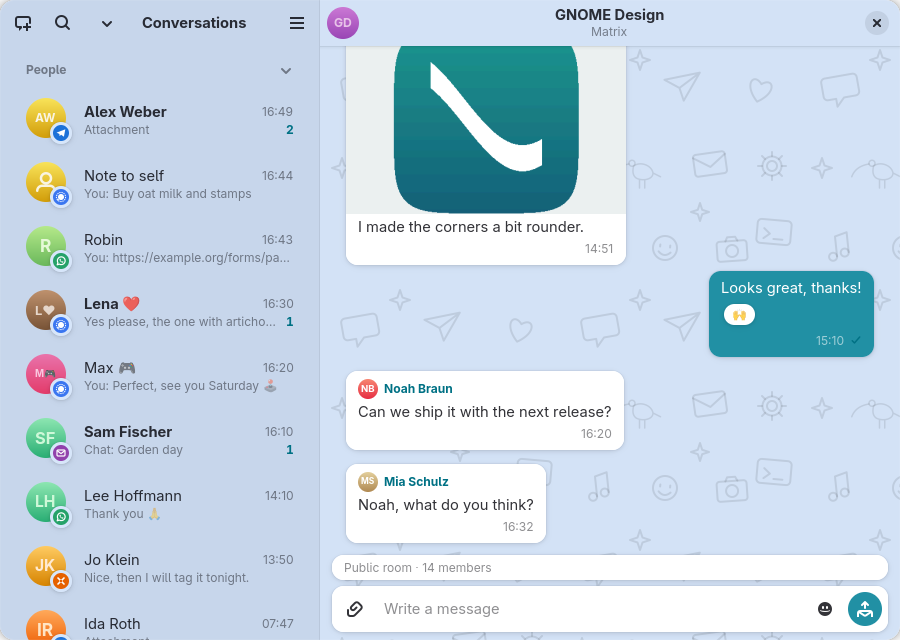 Conversations
People
AW
Alex Weber
16:49
Attachment
2
Note to self
16:44
You: Buy oat milk and stamps
R
Robin
16:43
You: https://example.org/forms/pa…
L❤
Lena ❤️
16:30
Yes please, the one with articho…
1
M🎮
Max 🎮
16:20
You: Perfect, see you Saturday 🕹️
SF
Sam Fischer
16:10
Chat: Garden day
1
LH
Lee Hoffmann
14:10
Thank you 🙏
JK
Jo Klein
13:50
Nice, then I will tag it tonight.
IR
Ida Roth
07:47
Attachment
GD
GNOME Design
Matrix
I made the corners a bit rounder.
14:51
Looks great, thanks!
🙌
15:10 ✓
NB
Noah Braun
Can we ship it with the next release?
16:20
MS
Mia Schulz
Noah, what do you think?
16:32
Public room · 14 members
Write a message